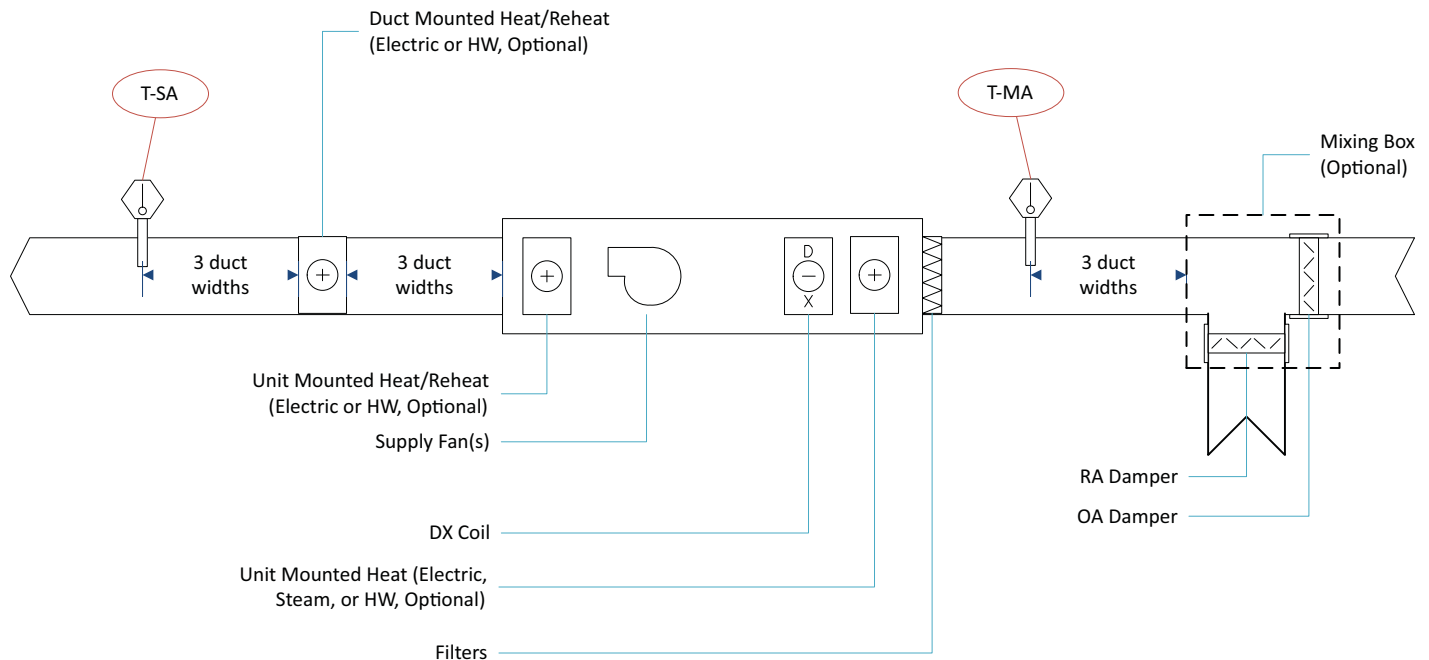 Duct Mounted Heat/Reheat
(Electric or HW, Optional)
T-SA
T-MA
Mixing Box
(Optional)
3 duct
widths
3 duct
widths
D
X
3 duct
widths
Unit Mounted Heat/Reheat
(Electric or HW, Optional)
Supply Fan(s)
RA Damper
OA Damper
DX Coil
Unit Mounted Heat (Electric,
Steam, or HW, Optional)
Filters